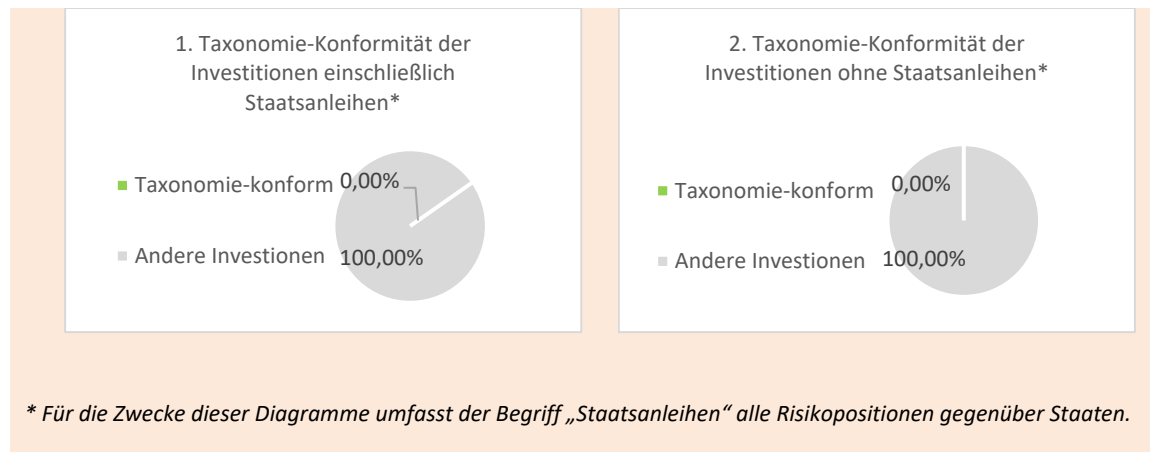 1. Taxonomie-Konformität der
Investitionen einschließlich
Staatsanleihen*
Taxonomie-konform 0,00%
Andere Investionen 100,00%
2. Taxonomie-Konformität der
Investitionen ohne Staatsanleihen*
Taxonomie-konform 0,00%
Andere Investionen 100,00%
* Für die Zwecke dieser Diagramme umfasst der Begriff „Staatsanleihen“ alle Risikopositionen gegenüber Staaten.